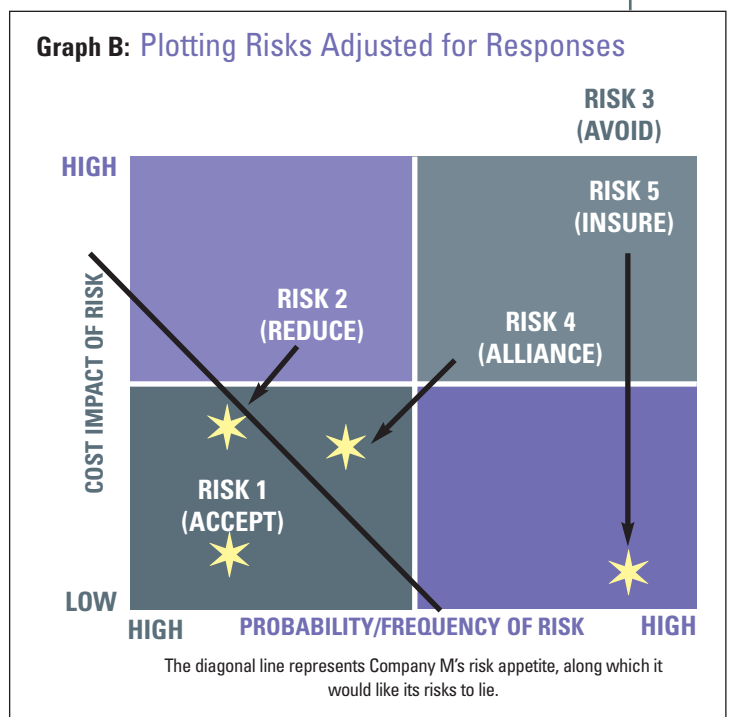 Graph B: Plotting Risks Adjusted for Responses
RISK 3
(AVOID)
HIGH
RISK 5
(INSURE)
RISK 2
(REDUCE)
RISK 4
(ALLIANCE)
COST IMPACT OF RISK
RISK 1
(ACCEPT)
LOW
HIGH
PROBABILITY/FREQUENCY OF RISK
HIGH
The diagonal line represents Company M's risk appetite, along which it
would like its risks to lie.